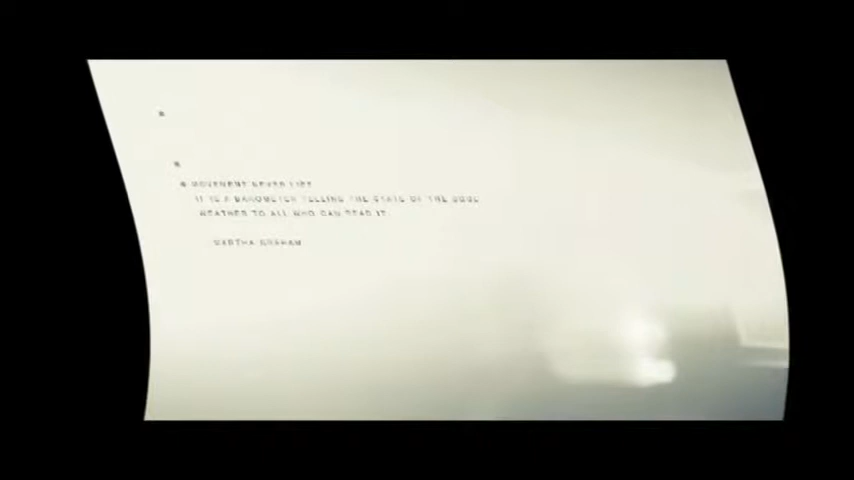 MOVEMENT NEVER LIES
IT IS A BAROMETER TELLING THE STATE OF THE SOUL
WEATHER TO ALL WHO CAN READ IT.
MARTHA GRAHAM